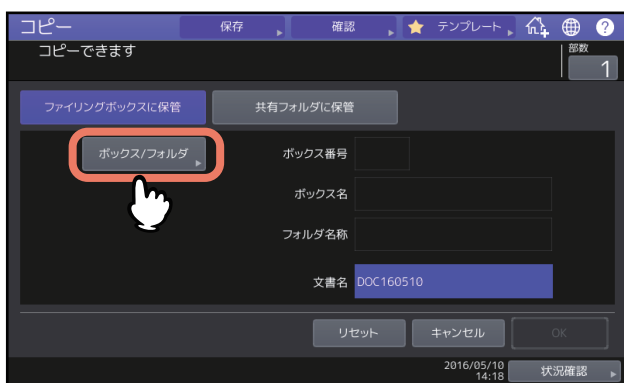 コピー
保存
確認
テンプレート
?
コピーできます
部数
1
ファイリングボックスに保管
共有フォルダに保管
ボックス/フォルダ
ボックス番号
ボックス名
フォルダ名称
文書名 DOC160510
リセット
キャンセル
OK
2016/05/10
14:18
状況確認